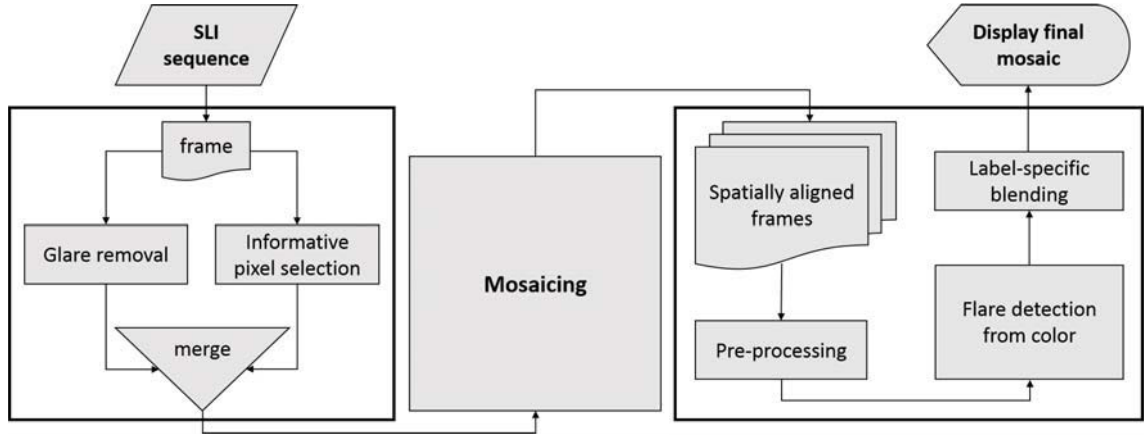 SLI
sequence
frame
Glare removal
Informative
pixel selection
merge
Mosaicing
Spatially aligned
frames
Pre-processing
Flare detection
from color
Label-specific
blending
Display final
mosaic